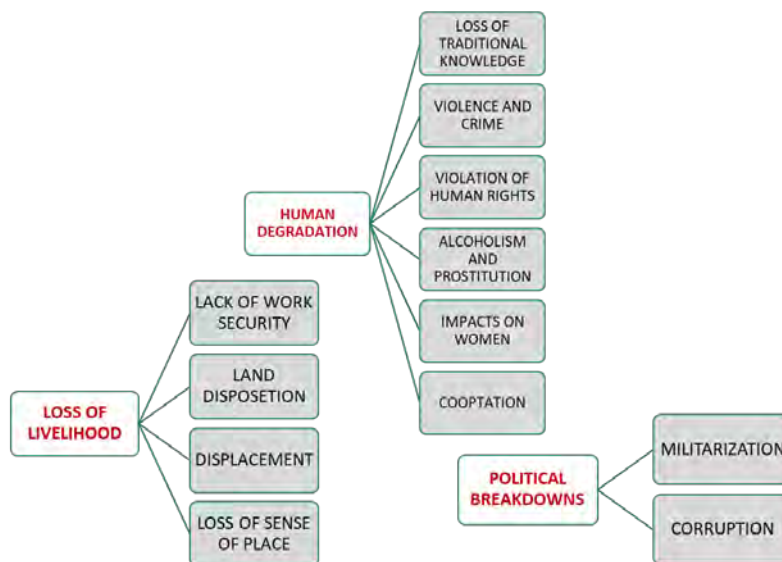 LOSS OF
TRADITIONAL
KNOWLEDGE
VIOLENCE AND
CRIME
VIOLATION OF
HUMAN RIGHTS
HUMAN
DEGRADATION
ALCOHOLISM
AND
PROSTITUTION
IMPACTS ON
WOMEN
COOPTATION
LACK OF WORK
SECURITY
LAND
DISPOSETION
LOSS OF
LIVELIHOOD
DISPLACEMENT
LOSS OF SENSE
OF PLACE
MILITARIZATION
POLITICAL
BREAKDOWNS
CORRUPTION